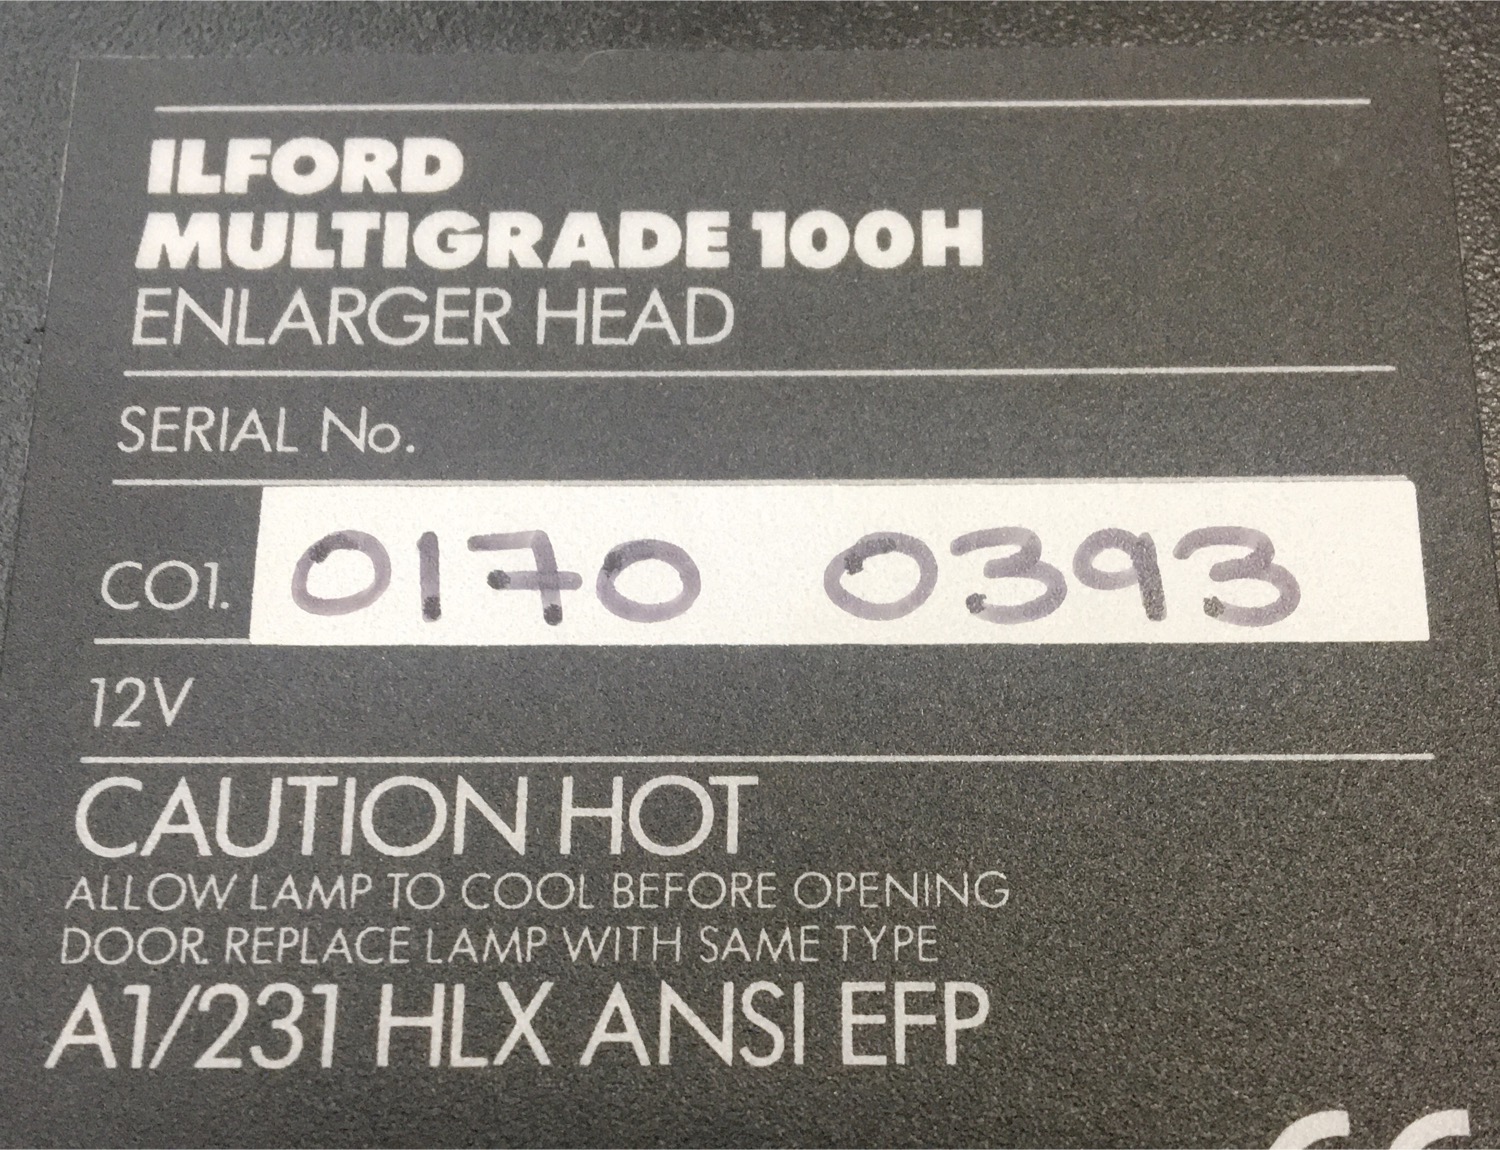 ILFORD
MULTIGRADE 100H
ENLARGER HEAD
SERIAL No.
CO1. 0170 0393
12V
CAUTION HOT
ALLOW LAMP TO COOL BEFORE OPENING
DOOR. REPLACE LAMP WITH SAME TYPE
A1/231 HLX ANSI EFP
CE